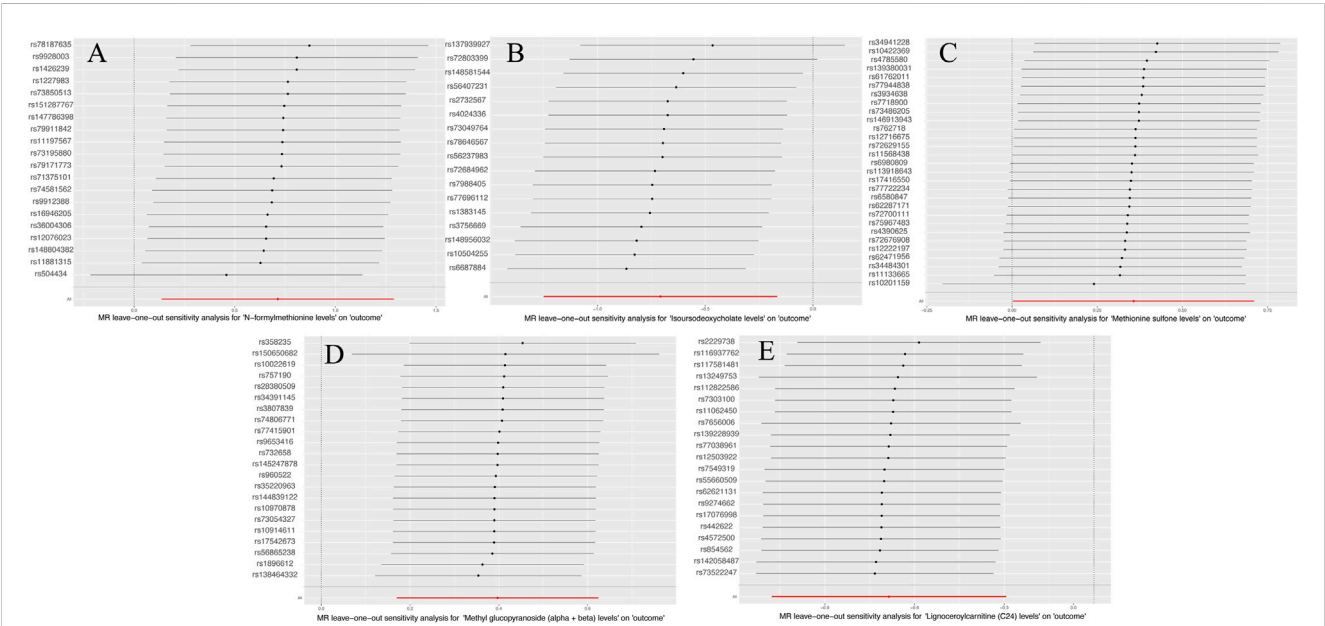 A
rs78187635
rs9928003
rs1426239
rs1227983
rs73850513
rs151287767
rs147786398
rs79911842
rs11197567
rs73195880
rs79171773
rs71375101
rs74581562
rs9912388
rs16946205
rs36004306
rs12076023
rs148804382
rs11881315
rs504434
All
0.0 0.5 1.0 1.5
MR leave−one−out sensitivity analysis for 'N−formylmethionine levels' on 'outcome'
B
rs137939927
rs72803399
rs148581544
rs56407231
rs2732567
rs4024336
rs73049764
rs78646567
rs56237983
rs72684962
rs7988405
rs77696112
rs1383145
rs3756669
rs148956032
rs10504255
rs6687884
All
−1.0 −0.5 0.0
MR leave−one−out sensitivity analysis for 'Isoursodeoxycholate levels' on 'outcome'
C
rs34941228
rs10422369
rs4785580
rs139380031
rs61762011
rs77944838
rs3934638
rs7718900
rs73486205
rs146913943
rs762718
rs12716675
rs72629155
rs11568438
rs6980809
rs113918643
rs17416550
rs77722234
rs6580847
rs62287171
rs72700111
rs75967483
rs4390625
rs72676908
rs12222197
rs62471956
rs34484301
rs11133665
rs10201159
All
−0.25 0.00 0.25 0.50 0.75
MR leave−one−out sensitivity analysis for 'Methionine sulfone levels' on 'outcome'
D
rs358235
rs150650682
rs10022619
rs757190
rs28380509
rs34391145
rs3807839
rs74806771
rs77415901
rs9653416
rs732658
rs145247878
rs960522
rs35220963
rs144839122
rs10970878
rs73054327
rs10914611
rs17542673
rs56865238
rs1896612
rs138464332
All
0.0 0.2 0.4
MR leave−one−out sensitivity analysis for 'Methyl glucopyranoside (alpha + beta) levels' on 'outcome'
E
rs2229738
rs116937762
rs117581481
rs13249753
rs112822586
rs7303100
rs11062450
rs7656006
rs139228939
rs77038961
rs12503922
rs7549319
rs55660509
rs62621131
rs9274662
rs17076998
rs442622
rs4572500
rs854562
rs142058487
rs73522247
All
0.0
MR leave−one−out sensitivity analysis for 'Lignoceroylcarnitine (C24) levels' on 'outcome'